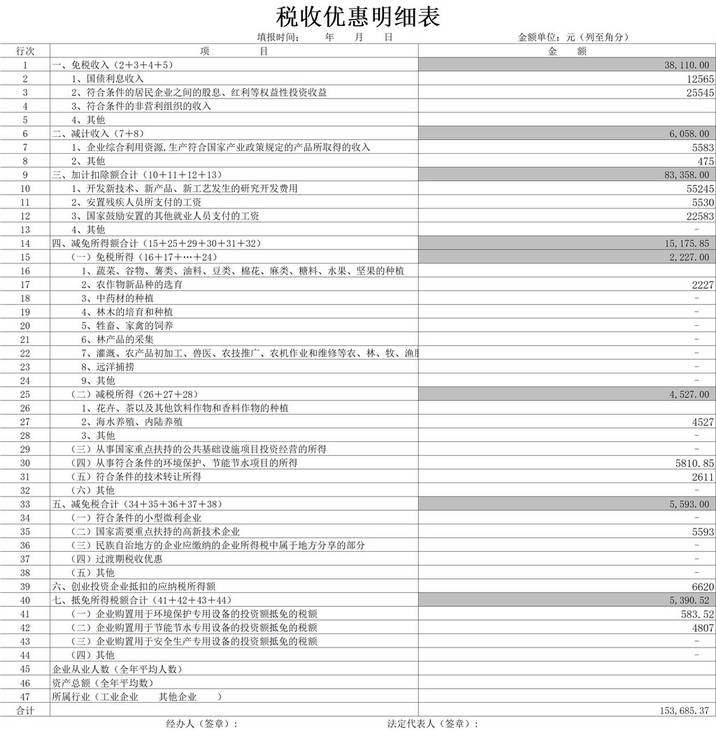 税收优惠明细表
填报时间： 年 月 日 金额单位：元（列至角分）
行次 项 目 金 额
1 一、免税收入（2+3+4+5） 38,110.00
2 1、国债利息收入 12565
3 2、符合条件的居民企业之间的股息、红利等权益性投资收益 25545
4 3、符合条件的非营利组织的收入
5 4、其他
6 二、减计收入（7+8） 6,058.00
7 1、企业综合利用资源,生产符合国家产业政策规定的产品所取得的收入 5583
8 2、其他 475
9 三、加计扣除额合计（10+11+12+13） 83,358.00
10 1、开发新技术、新产品、新工艺发生的研究开发费用 55245
11 2、安置残疾人员所支付的工资 5530
12 3、国家鼓励安置的其他就业人员支付的工资 22583
13 4、其他 -
14 四、减免所得额合计（15+25+29+30+31+32） 15,175.85
15 （一）免税所得（16+17+…+24） 2,227.00
16 1、蔬菜、谷物、薯类、油料、豆类、棉花、麻类、糖料、水果、坚果的种植
17 2、农作物新品种的选育 2227
18 3、中药材的种植 -
19 4、林木的培育和种植 -
20 5、牲畜、家禽的饲养 -
21 6、林产品的采集 -
22 7、灌溉、农产品初加工、兽医、农技推广、农机作业和维修等农、林、牧、渔 -
23 8、远洋捕捞 -
24 9、其他 -
25 （二）减税所得（26+27+28） 4,527.00
26 1、花卉、茶以及其他饮料作物和香料作物的种植
27 2、海水养殖、内陆养殖 4527
28 3、其他 -
29 （三）从事国家重点扶持的公共基础设施项目投资经营的所得 -
30 （四）从事符合条件的环境保护、节能节水项目的所得 5810.85
31 （五）符合条件的技术转让所得 2611
32 （六）其他 -
33 五、减免税合计（34+35+36+37+38） 5,593.00
34 （一）符合条件的小型微利企业 -
35 （二）国家需要重点扶持的高新技术企业 5593
36 （三）民族自治地方的企业应缴纳的企业所得税中属于地方分享的部分 -
37 （四）过渡期税收优惠 -
38 （五）其他 -
39 六、创业投资企业抵扣的应纳税所得额 6620
40 七、抵免所得税额合计（41+42+43+44） 5,390.52
41 （一）企业购置用于环境保护专用设备的投资额抵免的税额 583.52
42 （二）企业购置用于节能节水专用设备的投资额抵免的税额 4807
43 （三）企业购置用于安全生产专用设备的投资额抵免的税额 -
44 （四）其他 -
45 企业从业人数（全年平均人数）
46 资产总额（全年平均数）
47 所属行业（工业企业 其他企业 ）
合计 153,685.37
经办人（签章）： 法定代表人（签章）：